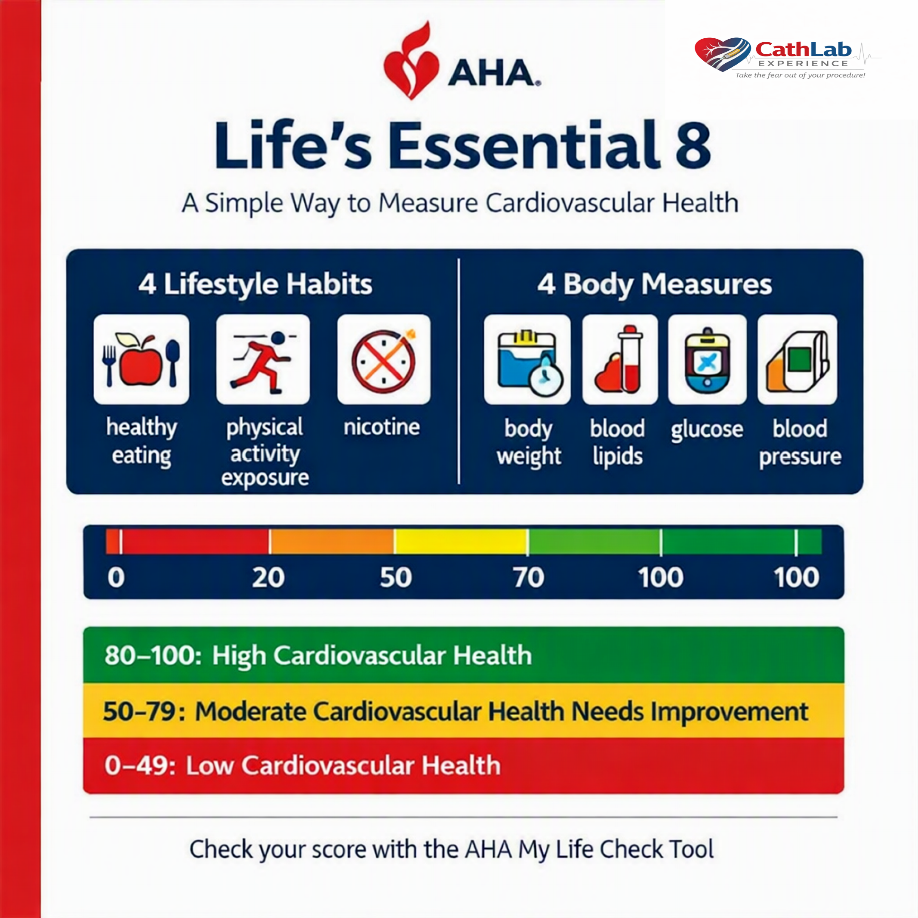 AHA.
CathLab
EXPERIENCE
Take the fear out of your procedure!
Life's Essential 8
A Simple Way to Measure Cardiovascular Health
4 Lifestyle Habits
healthy
eating
physical
activity
exposure
nicotine
4 Body Measures
body
weight
blood
lipids
glucose
blood
pressure
0 20 50 70 100 100
80–100: High Cardiovascular Health
50–79: Moderate Cardiovascular Health Needs Improvement
0–49: Low Cardiovascular Health
Check your score with the AHA My Life Check Tool